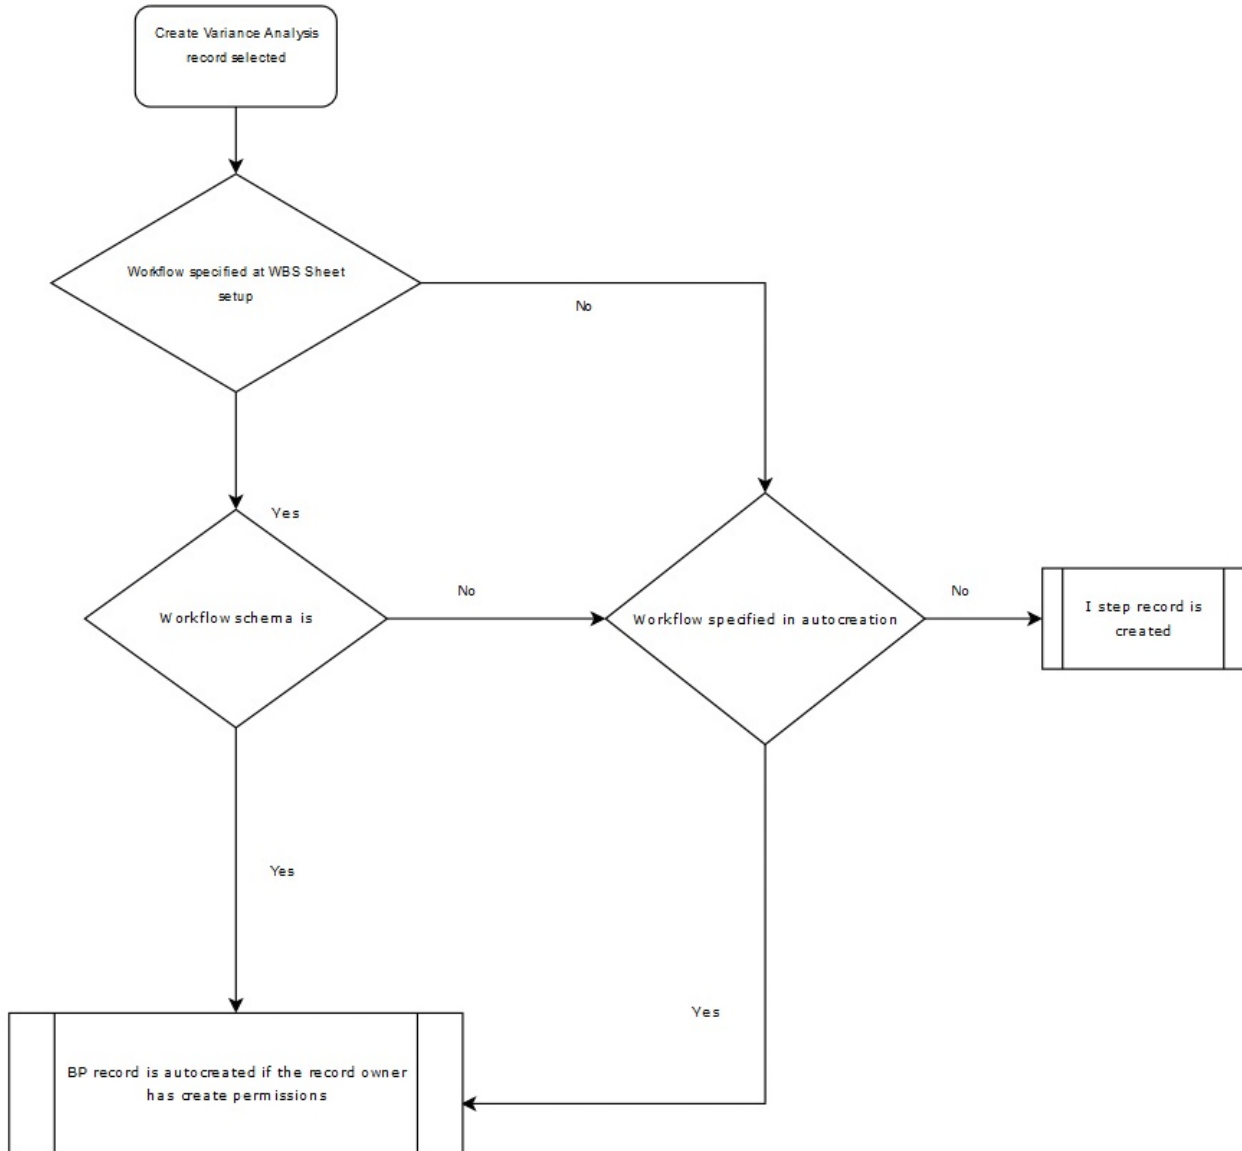 Create Variance Analysis
record selected
Workflow specified at WBS Sheet
setup
No
Yes
Workflow schema is
No
Workflow specified in autocreation
No
I step record is
created
Yes
Yes
BP record is autocreated if the record owner
has create permissions